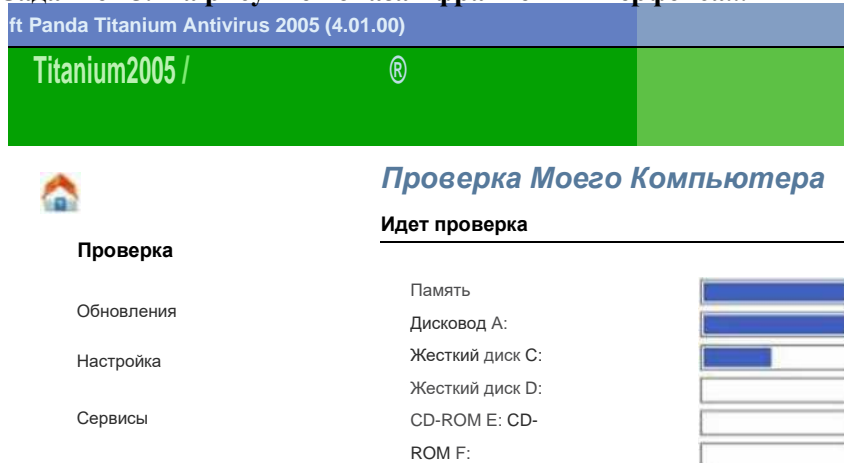 ft Panda Titanium Antivirus 2005 (4.01.00)
Titanium2005 / ®
Проверка Моего Компьютера
Идет проверка
Проверка
Обновления
Настройка
Сервисы
Память
Дисковод А:
Жесткий диск С:
Жесткий диск D:
CD-ROM E: CD-
ROM F: